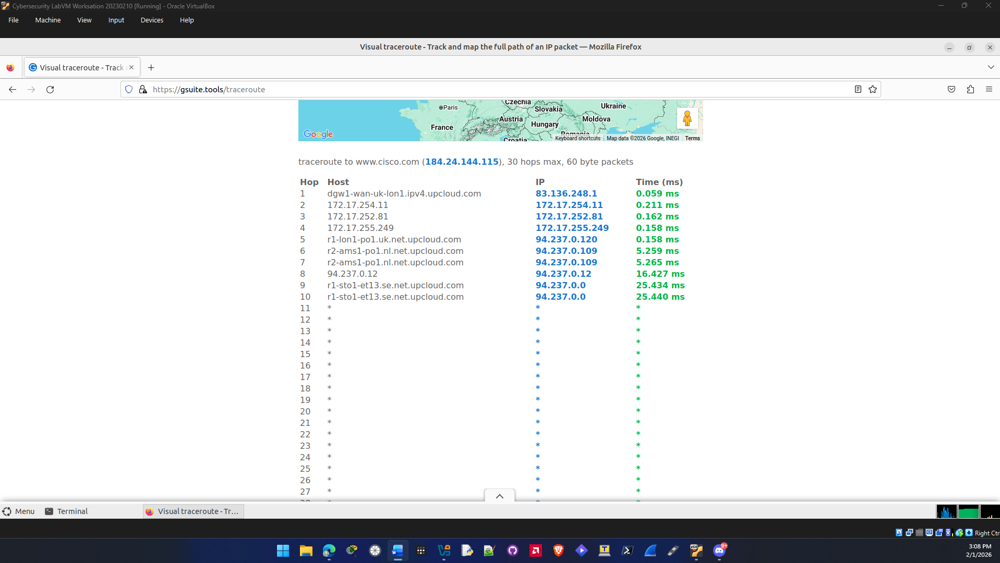 Cybersecurity LabVM Worksation 20230210 [Running] - Oracle VirtualBox
File Machine View Input Devices Help
Visual traceroute - Track and map the full path of an IP packet — Mozilla Firefox
Visual traceroute - Track
https://gsuite.tools/traceroute
Czechia
Paris
Slovakia
Ukraine
Austria
Moldova
France
Hungary
Romania
Croatia
Google
Keyboard shortcuts Map data ©2026 Google, INEGI Terms
traceroute to www.cisco.com (184.24.144.115), 30 hops max, 60 byte packets
Hop Host IP Time (ms)
1 dgw1-wan-uk-lon1.ipv4.upcloud.com 83.136.248.1 0.059 ms
2 172.17.254.11 172.17.254.11 0.211 ms
3 172.17.252.81 172.17.252.81 0.162 ms
4 172.17.255.249 172.17.255.249 0.158 ms
5 r1-lon1-po1.uk.net.upcloud.com 94.237.0.120 0.158 ms
6 r2-ams1-po1.nl.net.upcloud.com 94.237.0.109 5.259 ms
7 r2-ams1-po1.nl.net.upcloud.com 94.237.0.109 5.265 ms
8 94.237.0.12 94.237.0.12 16.427 ms
9 r1-sto1-et13.se.net.upcloud.com 94.237.0.0 25.434 ms
10 r1-sto1-et13.se.net.upcloud.com 94.237.0.0 25.440 ms
11 * * *
12 * * *
13 * * *
14 * * *
15 * * *
16 * * *
17 * * *
18 * * *
19 * * *
20 * * *
21 * * *
22 * * *
23 * * *
24 * * *
25 * * *
26 * * *
27 * * *
28 * * *
Menu Terminal Visual traceroute - Tr...
Right Ctr
3:08 PM
2/1/2026